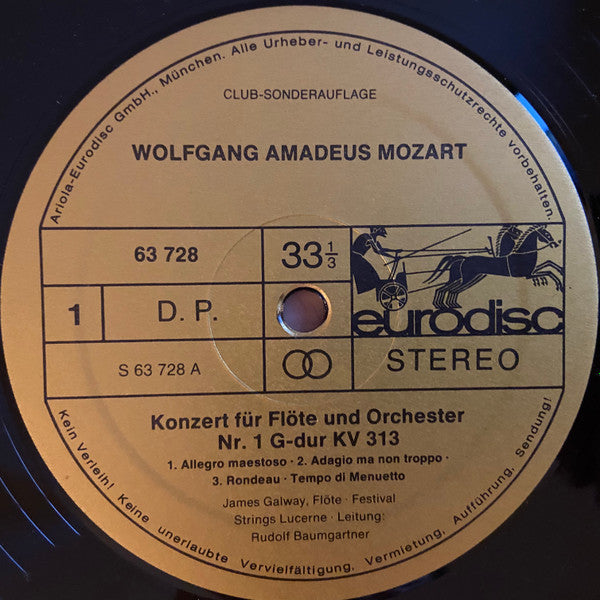 Ariola-Eurodisc GmbH., München. Alle Urheber- und Leistungsschutzrechte vorbehalten.
CLUB-SONDERAUFLAGE
WOLFGANG AMADEUS MOZART
63 728
33 1/3
1
D. P.
eurodisc
S 63 728 A
STEREO
Konzert für Flöte und Orchester
Nr. 1 G-dur KV 313
1. Allegro maestoso · 2. Adagio ma non troppo ·
3. Rondeau · Tempo di Menuetto
James Galway, Flöte · Festival
Strings Lucerne · Leitung:
Rudolf Baumgartner
Kein Verleih! Keine unerlaubte Vervielfältigung, Vermietung, Aufführung, Sendung!